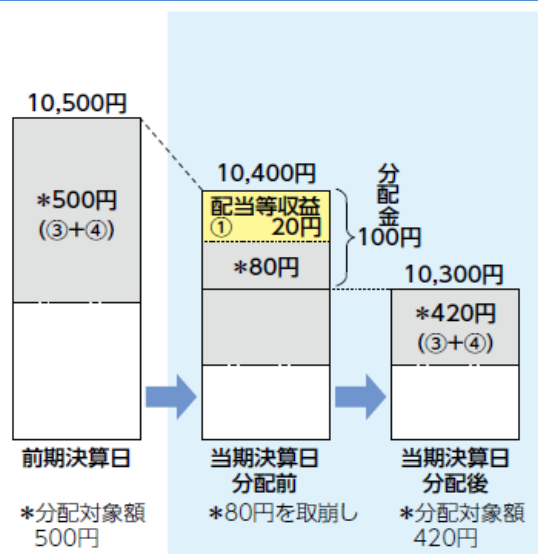 10,500円
*500円
(③+④)
前期決算日
*分配対象額
500円
10,400円
配当等収益
① 20円
*80円
分配金
100円
当期決算日
分配前
*80円を取崩し
10,300円
*420円
(③+④)
当期決算日
分配後
*分配対象額
420円